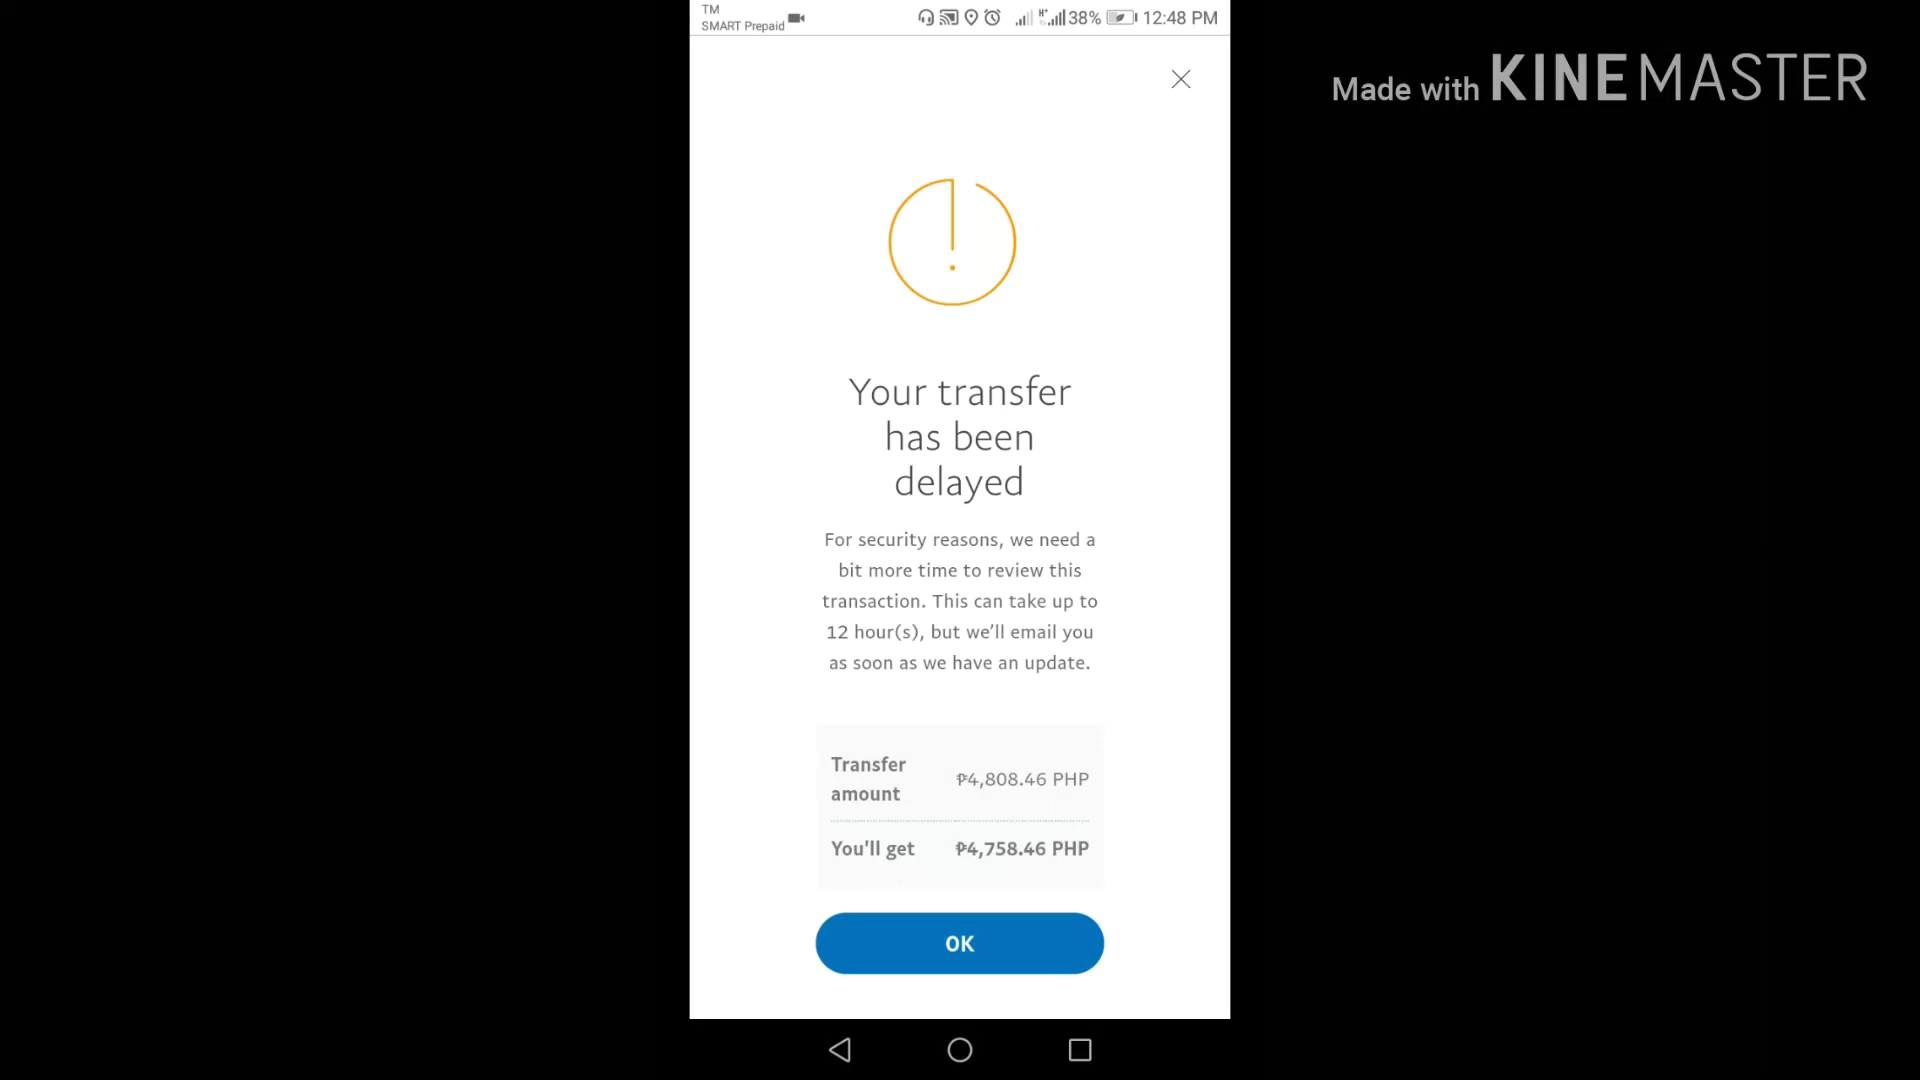 TM
SMART Prepaid
38% 12:48 PM
Made with KINEMASTER
Your transfer
has been
delayed
For security reasons, we need a
bit more time to review this
transaction. This can take up to
12 hour(s), but we'll email you
as soon as we have an update.
Transfer
amount
₱4,808.46 PHP
You'll get ₱4,758.46 PHP
OK